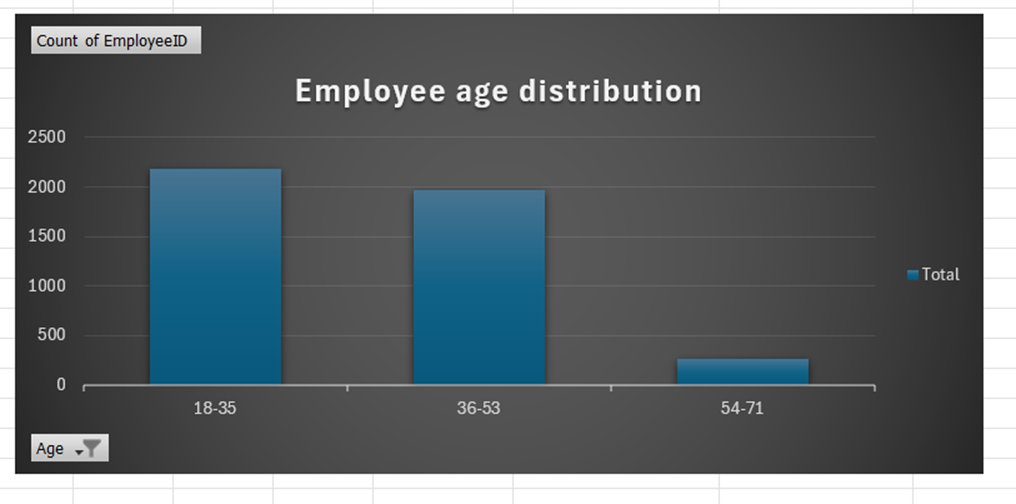 Count of EmployeeID
Employee age distribution
2500
2000
1500
1000
500
0
18-35
36-53
54-71
Total
Age